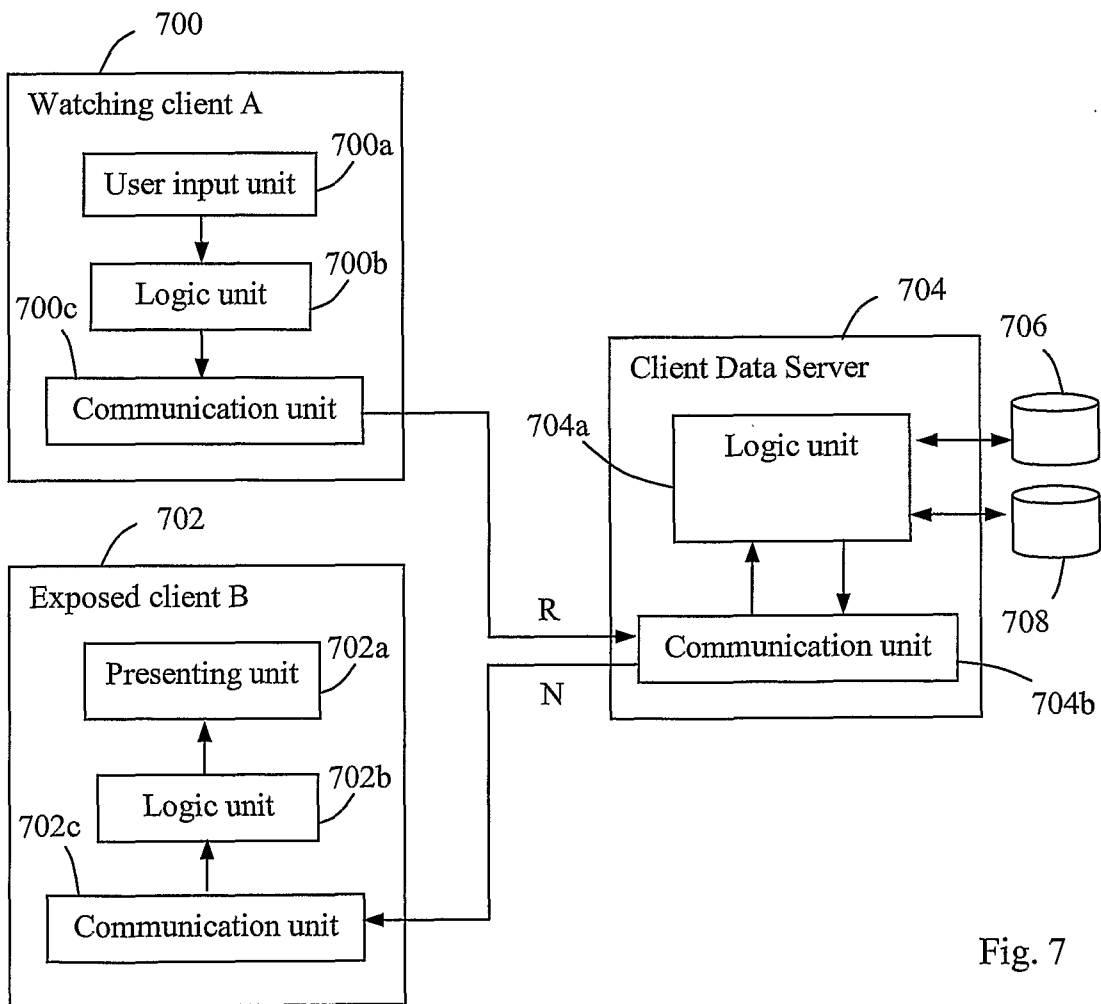 700
Watching client A
700a
User input unit
700b
Logic unit
700c
Communication unit
704
706
Client Data Server
704a
Logic unit
708
702
Exposed client B
R
Communication unit
702a
Presenting unit
N
704b
702b
Logic unit
702c
Communication unit
Fig. 7